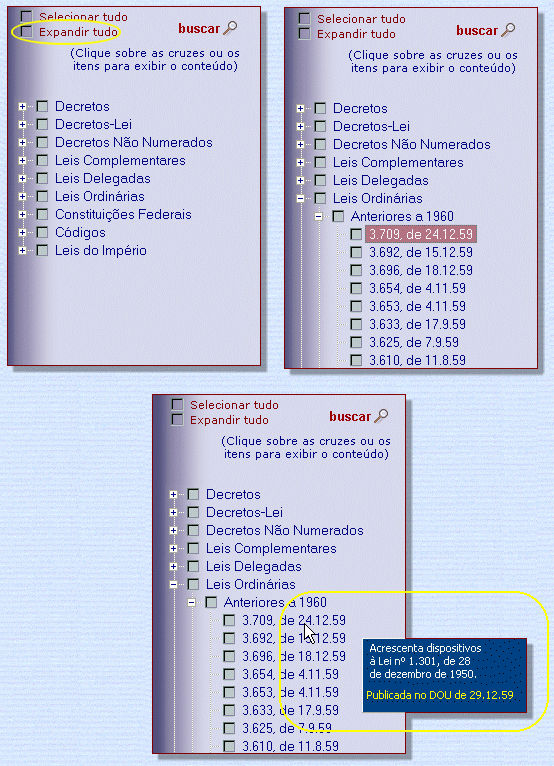 Selecionar tudo
Expandir tudo
buscar
(Clique sobre as cruzes ou os
itens para exibir o conteúdo)
Decretos
Decretos-Lei
Decretos Não Numerados
Leis Complementares
Leis Delegadas
Leis Ordinárias
Constituições Federais
Códigos
Leis do Império
Selecionar tudo
Expandir tudo
buscar
(Clique sobre as cruzes ou os
itens para exibir o conteúdo)
Decretos
Decretos-Lei
Decretos Não Numerados
Leis Complementares
Leis Delegadas
Leis Ordinárias
Anteriores a 1960
3.709, de 24.12.59
3.692, de 15.12.59
3.696, de 18.12.59
3.654, de 4.11.59
3.653, de 4.11.59
3.633, de 17.9.59
3.625, de 7.9.59
3.610, de 11.8.59
Selecionar tudo
Expandir tudo
buscar
(Clique sobre as cruzes ou os
itens para exibir o conteúdo)
Decretos
Decretos-Lei
Decretos Não Numerados
Leis Complementares
Leis Delegadas
Leis Ordinárias
Anteriores a 1960
3.709, de 24.12.59
3.692, de 15.12.59
3.696, de 18.12.59
3.654, de 4.11.59
3.653, de 4.11.59
3.633, de 17.9.59
3.625, de 7.9.59
3.610, de 11.8.59
Acrescenta dispositivos
à Lei nº 1.301, de 28
de dezembro de 1950.
Publicada no DOU de 29.12.59